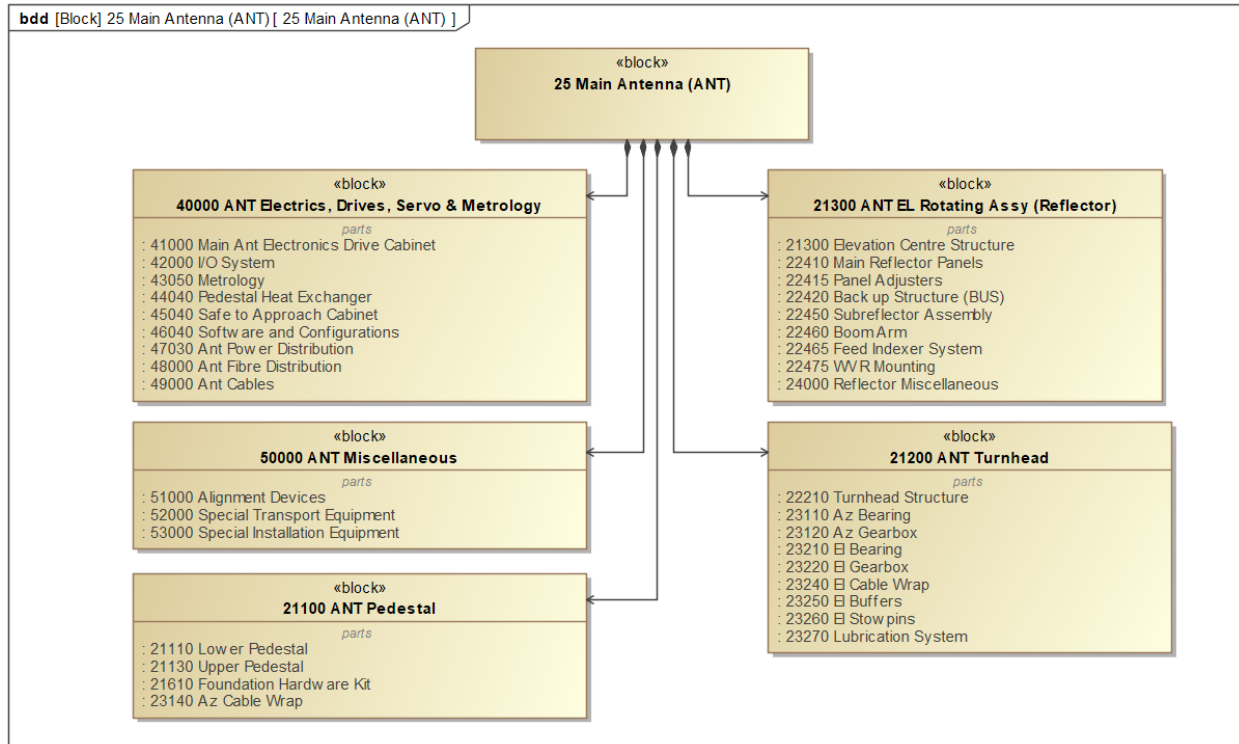 bdd [Block] 25 Main Antenna (ANT) [ 25 Main Antenna (ANT) ]
«block»
25 Main Antenna (ANT)
«block»
40000 ANT Electrics, Drives, Servo & Metrology
parts
: 41000 Main Ant Electronics Drive Cabinet
: 42000 I/O System
: 43050 Metrology
: 44040 Pedestal Heat Exchanger
: 45040 Safe to Approach Cabinet
: 46040 Software and Configurations
: 47030 Ant Power Distribution
: 48000 Ant Fibre Distribution
: 49000 Ant Cables
«block»
21300 ANT EL Rotating Assy (Reflector)
parts
: 21300 Elevation Centre Structure
: 22410 Main Reflector Panels
: 22415 Panel Adjusters
: 22420 Back up Structure (BUS)
: 22450 Subreflector Assembly
: 22460 Boom Arm
: 22465 Feed Indexer System
: 22475 WVR Mounting
: 24000 Reflector Miscellaneous
«block»
50000 ANT Miscellaneous
parts
: 51000 Alignment Devices
: 52000 Special Transport Equipment
: 53000 Special Installation Equipment
«block»
21200 ANT Turnhead
parts
: 22210 Turnhead Structure
: 23110 Az Bearing
: 23120 Az Gearbox
: 23210 El Bearing
: 23220 El Gearbox
: 23240 El Cable Wrap
: 23250 El Buffers
: 23260 El Stowpins
: 23270 Lubrication System
«block»
21100 ANT Pedestal
parts
: 21110 Lower Pedestal
: 21130 Upper Pedestal
: 21610 Foundation Hardware Kit
: 23140 Az Cable Wrap